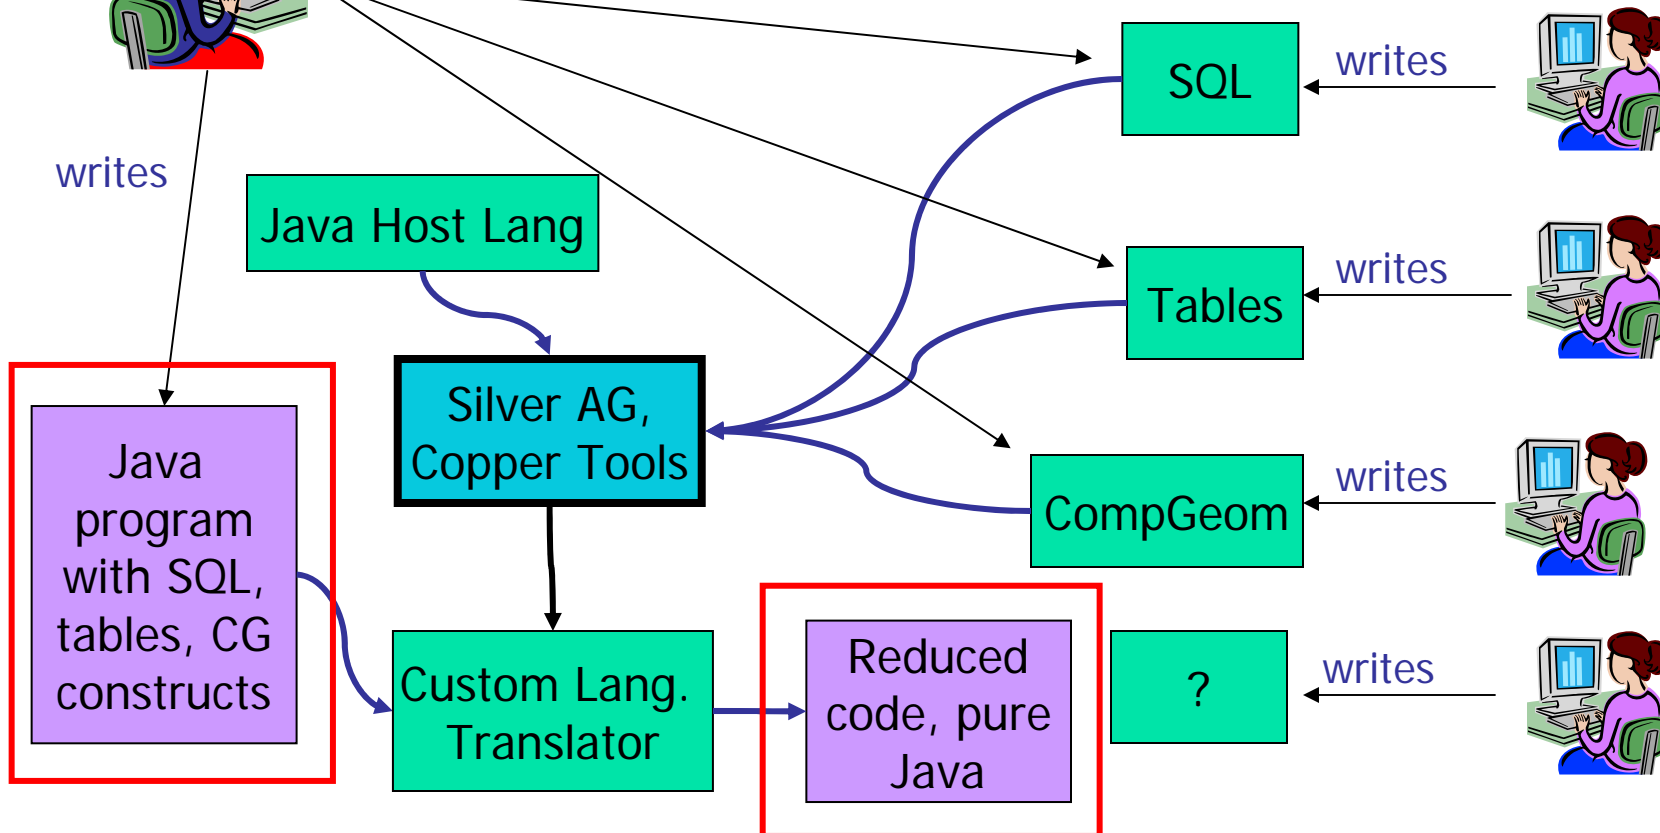 SQL
writes
writes
Java Host Lang
Tables
writes
Silver AG,
Copper Tools
Java
program
with SQL,
tables, CG
constructs
CompGeom
writes
Custom Lang.
Translator
Reduced
code, pure
Java
?
writes